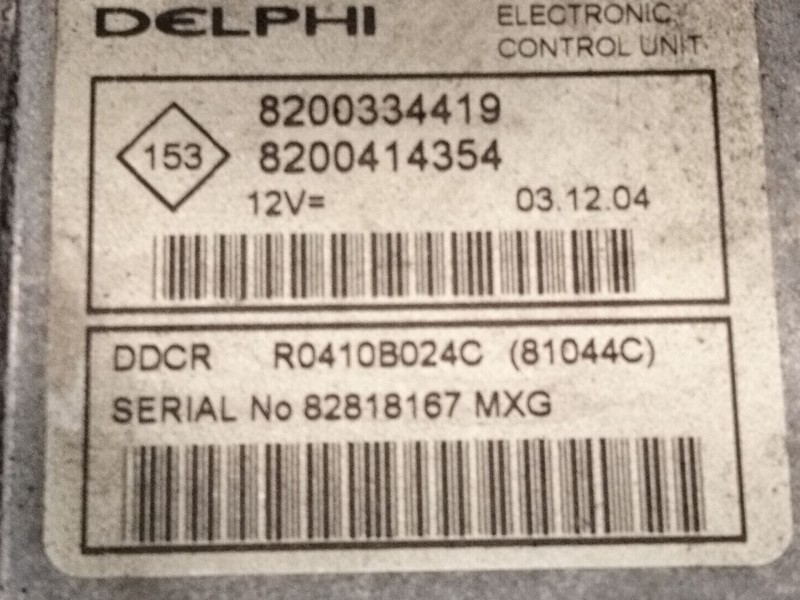 DELPHI
ELECTRONIC
CONTROL UNIT
153
8200334419
8200414354
12V=
03.12.04
DDCR R0410B024C (81044C)
SERIAL No 82818167 MXG